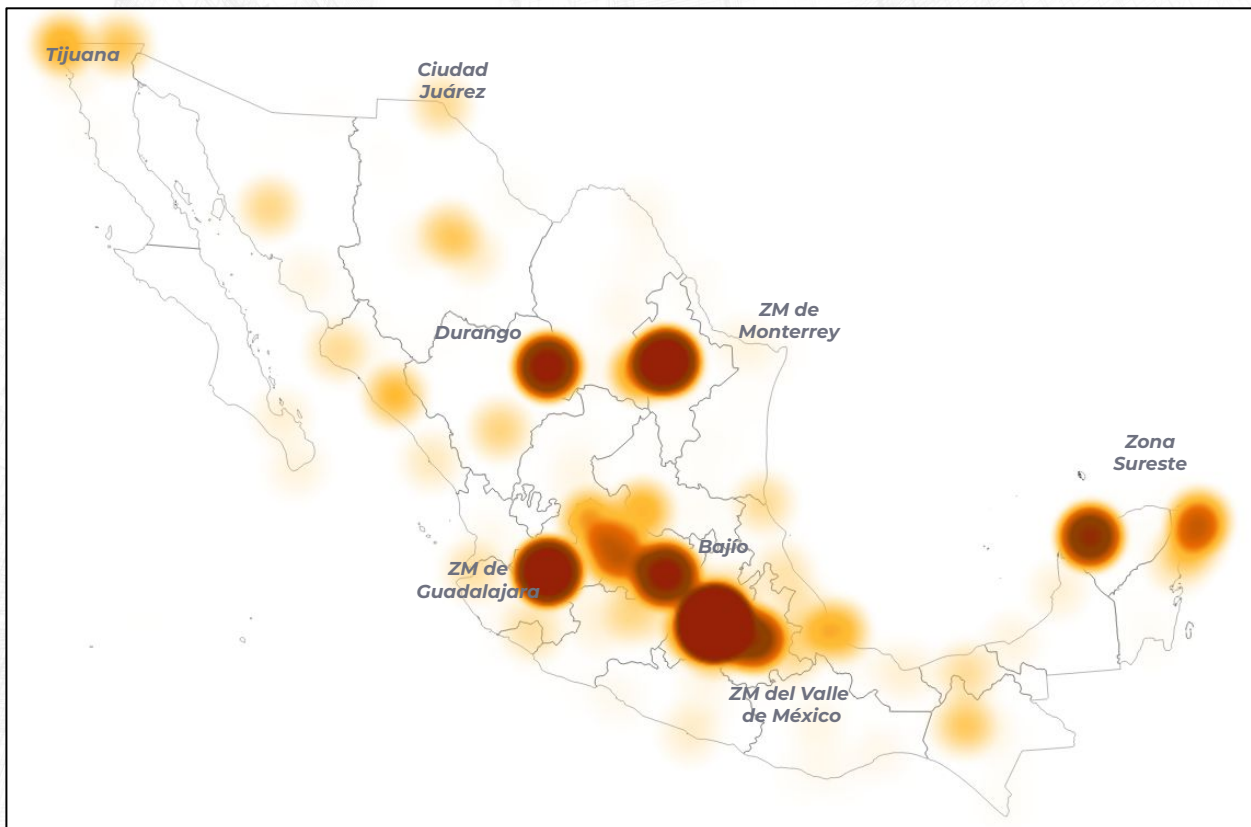 Tijuana
Ciudad
Juárez
ZM de
Monterrey
Durango
Zona
Sureste
Bajío
ZM de
Guadalajara
ZM del Valle
de México